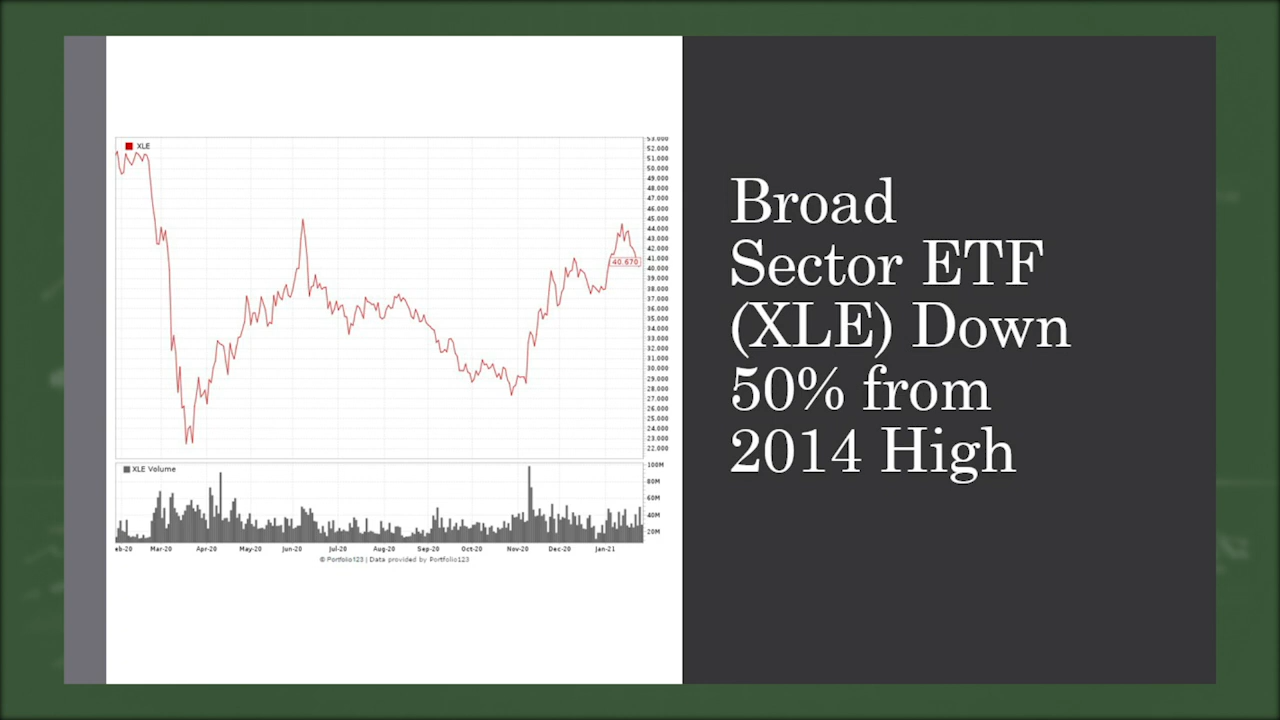 XLE
53.000
52.000
51.000
50.000
49.000
48.000
47.000
46.000
45.000
44.000
43.000
42.000
41.000
40.670
40.000
39.000
38.000
37.000
36.000
35.000
34.000
33.000
32.000
31.000
30.000
29.000
28.000
27.000
26.000
25.000
24.000
23.000
22.000
XLE Volume
100M
80M
60M
40M
20M
eb-20 Mar-20 Apr-20 May-20 Jun-20 Jul-20 Aug-20 Sep-20 Oct-20 Nov-20 Dec-20 Jan-21
© Portfolio123 | Data provided by Portfolio123
Broad
Sector ETF
(XLE) Down
50% from
2014 High